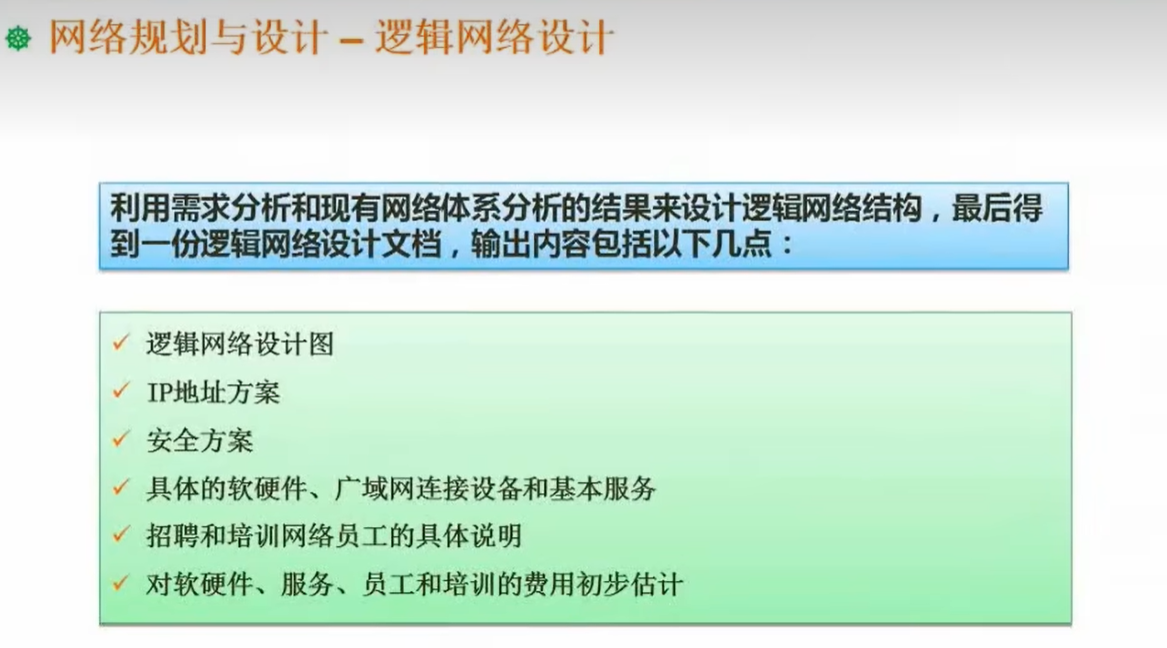 网络规划与设计 – 逻辑网络设计
利用需求分析和现有网络体系分析的结果来设计逻辑网络结构，最后得
到一份逻辑网络设计文档，输出内容包括以下几点：
✓ 逻辑网络设计图
✓ IP地址方案
✓ 安全方案
✓ 具体的软硬件、广域网连接设备和基本服务
✓ 招聘和培训网络员工的具体说明
✓ 对软硬件、服务、员工和培训的费用初步估计